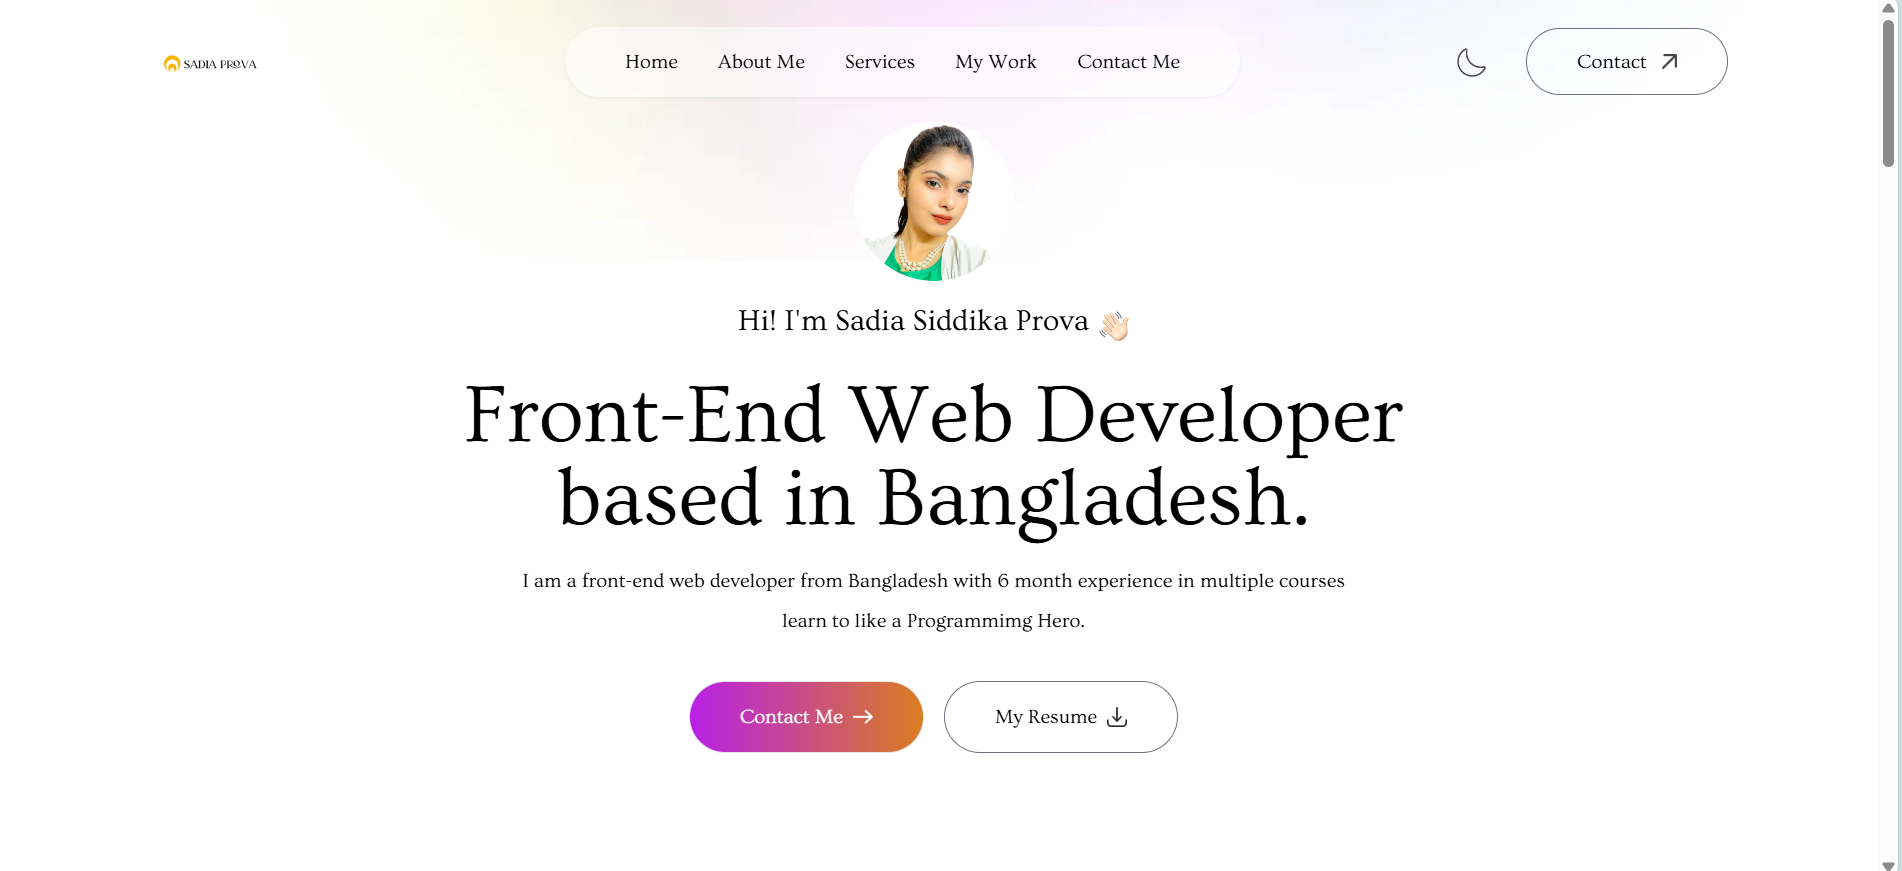 SADIA PROVA
Home About Me Services My Work Contact Me
Contact
Hi! I'm Sadia Siddika Prova
Front-End Web Developer
based in Bangladesh.
I am a front-end web developer from Bangladesh with 6 month experience in multiple courses
learn to like a Programmimg Hero.
Contact Me
My Resume